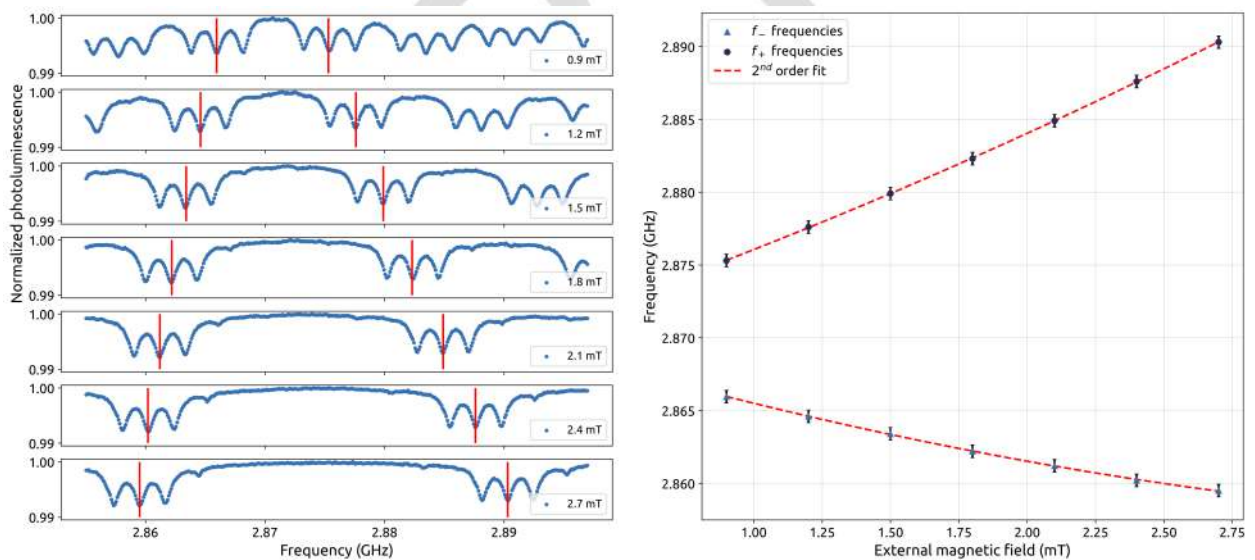 1.00
0.99
0.9 mT
1.00
0.99
1.2 mT
1.00
0.99
1.5 mT
1.00
0.99
1.8 mT
1.00
0.99
2.1 mT
1.00
0.99
2.4 mT
1.00
0.99
2.7 mT
Normalized photoluminescence
2.86
2.87
2.88
2.89
Frequency (GHz)
f₋ frequencies
f₊ frequencies
2ⁿᵈ order fit
2.890
2.885
2.880
2.875
2.870
2.865
2.860
Frequency (GHz)
1.00
1.25
1.50
1.75
2.00
2.25
2.50
2.75
External magnetic field (mT)